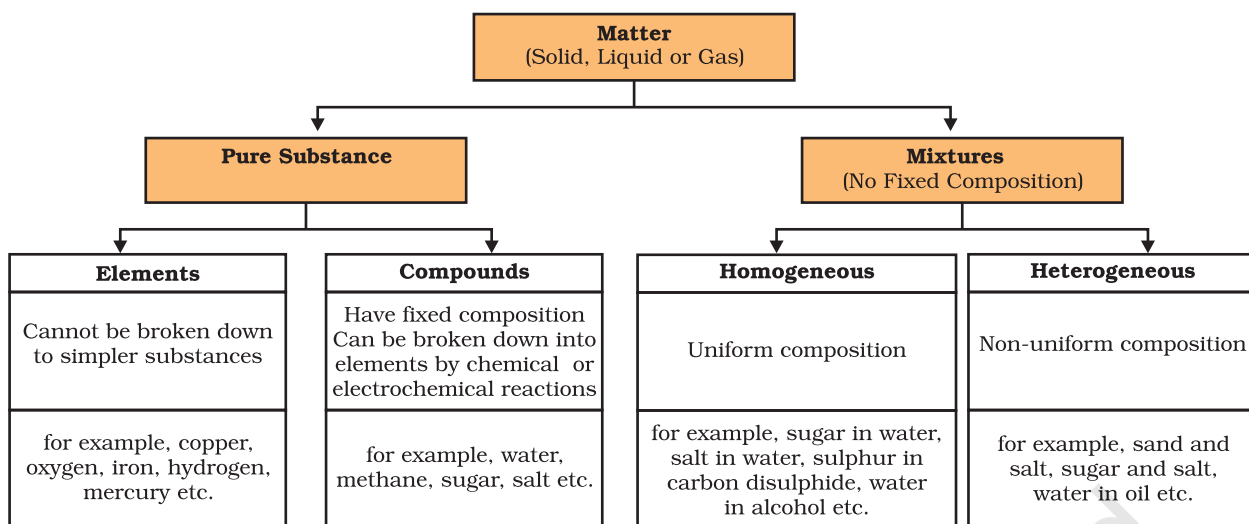 Matter
(Solid, Liquid or Gas)
Pure Substance
Mixtures
(No Fixed Composition)
Elements
Cannot be broken down
to simpler substances
for example, copper,
oxygen, iron, hydrogen,
mercury etc.
Compounds
Have fixed composition
Can be broken down into
elements by chemical or
electrochemical reactions
for example, water,
methane, sugar, salt etc.
Homogeneous
Uniform composition
for example, sugar in water,
salt in water, sulphur in
carbon disulphide, water
in alcohol etc.
Heterogeneous
Non-uniform composition
for example, sand and
salt, sugar and salt,
water in oil etc.